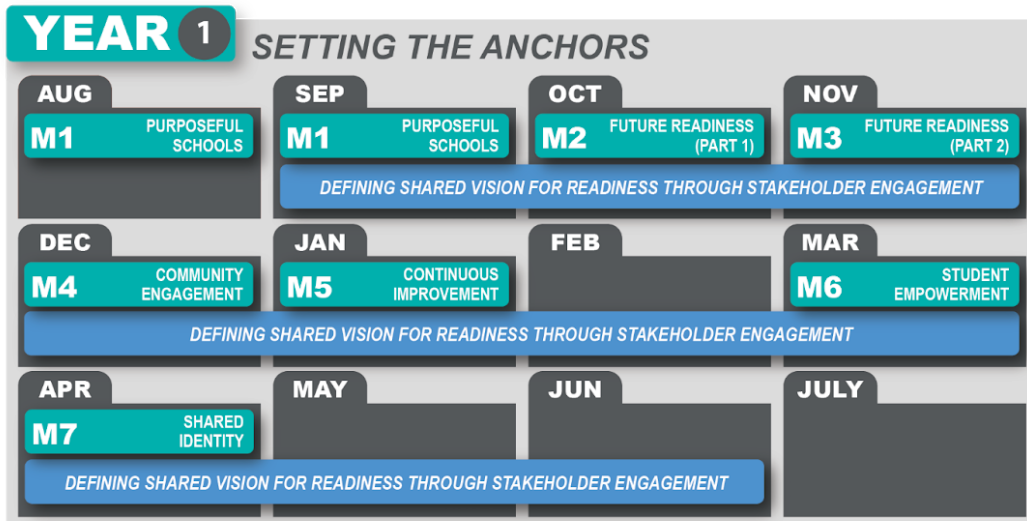 YEAR 1
SETTING THE ANCHORS
AUG
M1
PURPOSEFUL
SCHOOLS
SEP
M1
PURPOSEFUL
SCHOOLS
OCT
M2
FUTURE READINESS
(PART 1)
NOV
M3
FUTURE READINESS
(PART 2)
DEFINING SHARED VISION FOR READINESS THROUGH STAKEHOLDER ENGAGEMENT
DEC
M4
COMMUNITY
ENGAGEMENT
JAN
M5
CONTINUOUS
IMPROVEMENT
FEB
MAR
M6
STUDENT
EMPOWERMENT
DEFINING SHARED VISION FOR READINESS THROUGH STAKEHOLDER ENGAGEMENT
APR
M7
SHARED
IDENTITY
MAY
JUN
JULY
DEFINING SHARED VISION FOR READINESS THROUGH STAKEHOLDER ENGAGEMENT